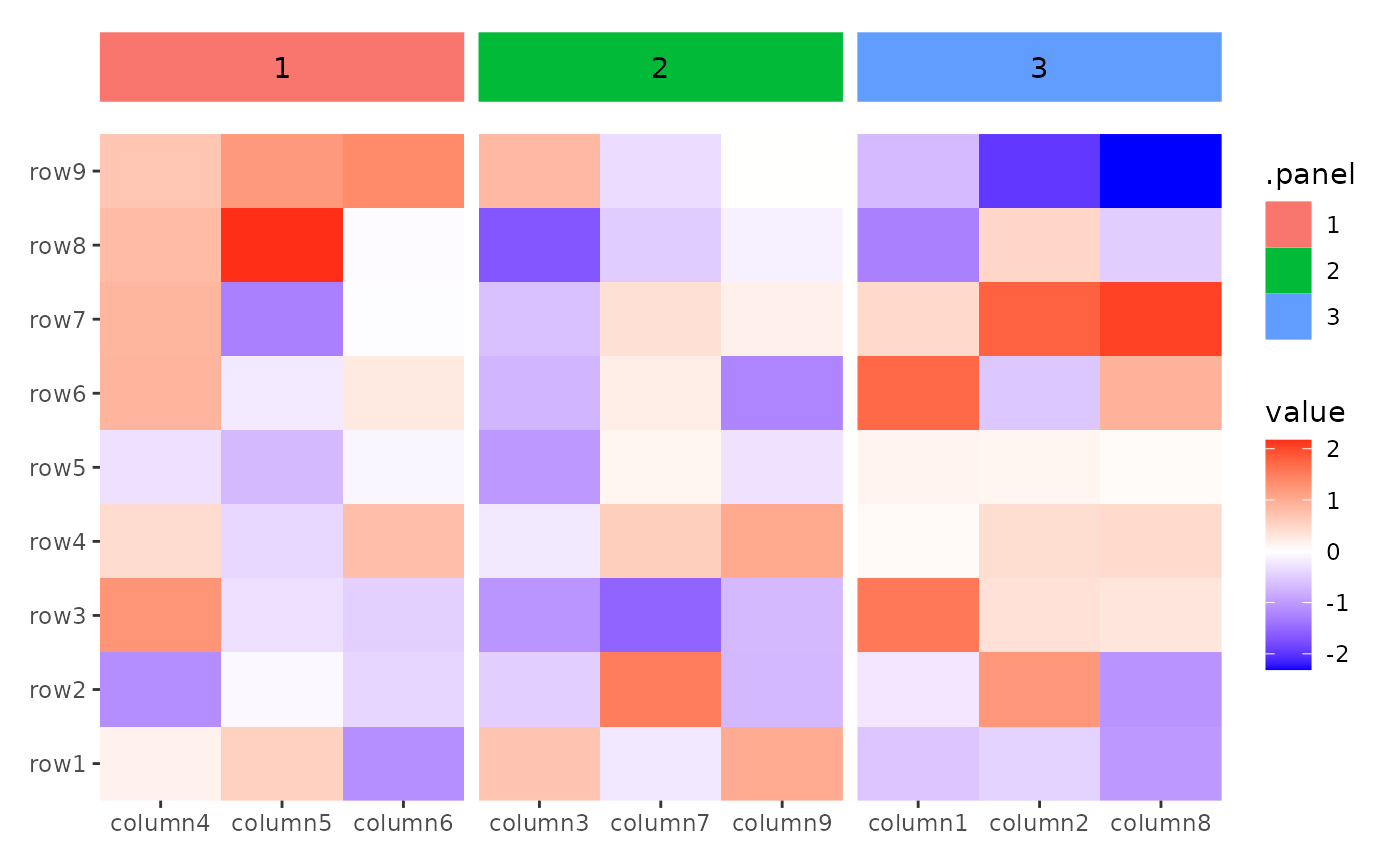 1 2 3
row9
row8
row7
row6
row5
row4
row3
row2
row1
column4 column5 column6 column3 column7 column9 column1 column2 column8
.panel
1
2
3
value
2
1
0
-1
-2